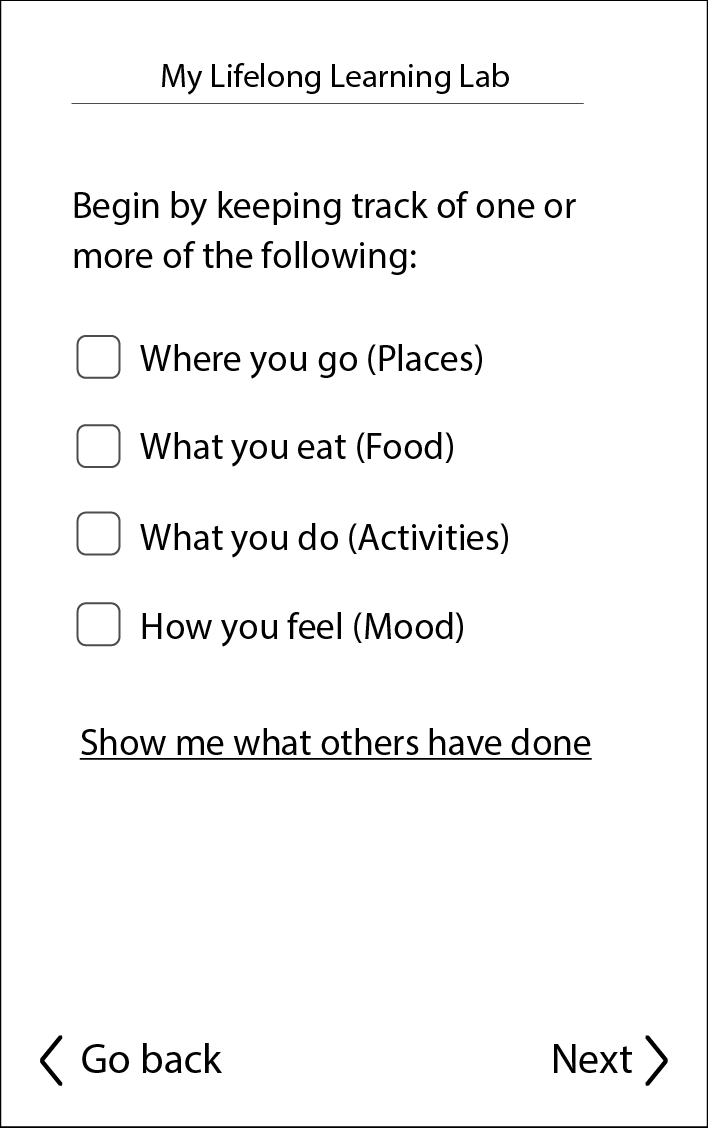 My Lifelong Learning Lab
Begin by keeping track of one or
more of the following:
Where you go (Places)
What you eat (Food)
What you do (Activities)
How you feel (Mood)
Show me what others have done
Go back
Next